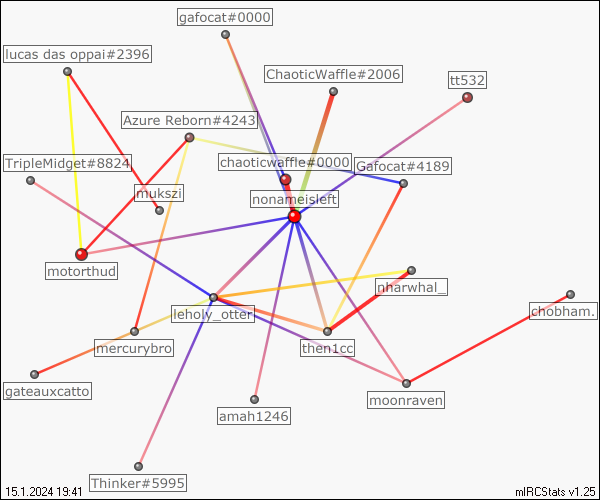 gafocat#0000
lucas das oppai#2396
ChaoticWaffle#2006
tt532
Azure Reborn#4243
TripleMidget#8824
chaoticwaffle#0000
Gafocat#4189
mukszi
nonameisleft
motorthud
nharwhal_
chobham.
leholy_otter
mercurybro
then1cc
gateauxcatto
moonraven
amah1246
Thinker#5995
15.1.2024 19:41
mIRCStats v1.25